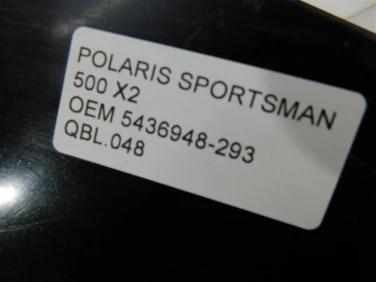 POLARIS SPORTSMAN
500 X2
OEM 5436948-293
QBL.048